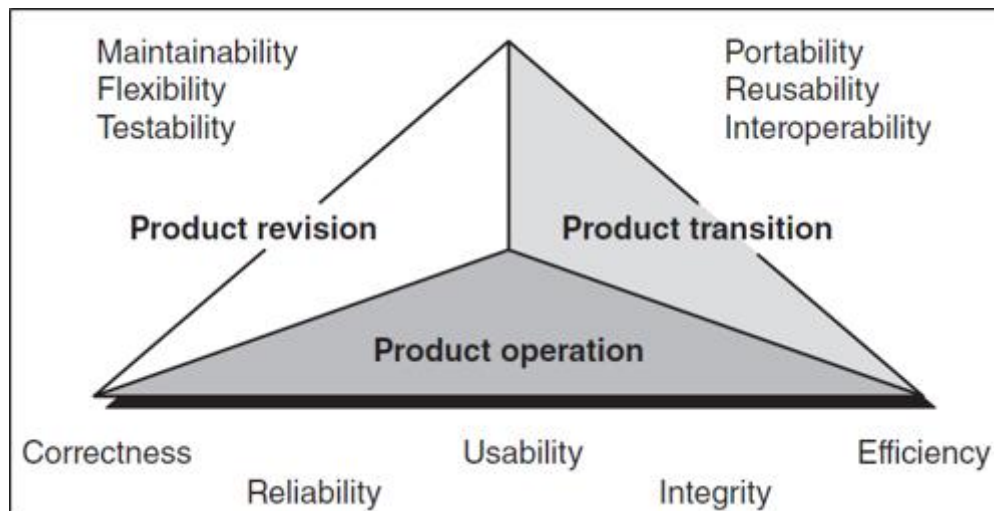 Maintainability
Flexibility
Testability
Portability
Reusability
Interoperability
Product revision
Product transition
Product operation
Correctness
Usability
Efficiency
Reliability
Integrity